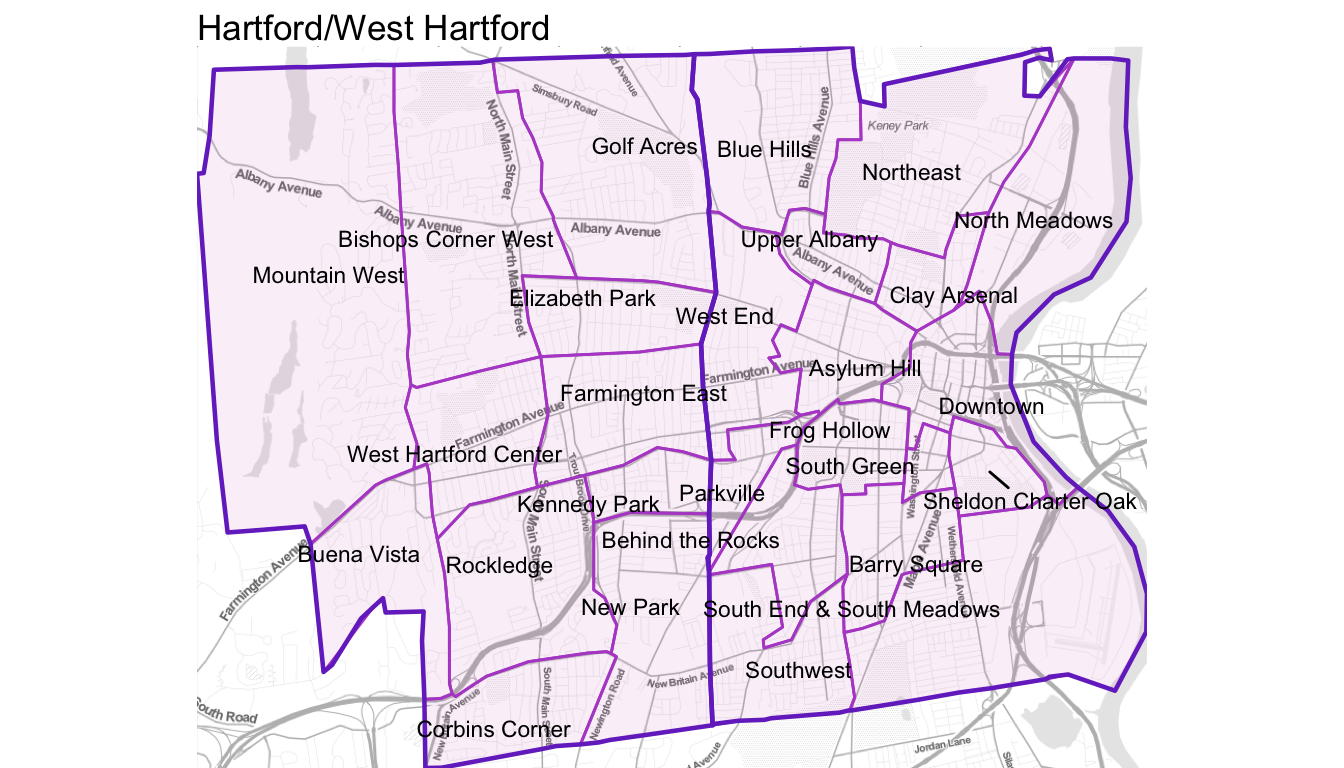 Hartford/West Hartford
Simsbury Road
North Main Street
Blue Hills Avenue
Keney Park
Golf Acres
Blue Hills
Northeast
Albany Avenue
Albany Avenue
Albany Avenue
North Meadows
Bishops Corner West
Upper Albany
Albany Avenue
Mountain West
North Main Street
Elizabeth Park
Clay Arsenal
West End
Farmington Avenue
Asylum Hill
Farmington East
Downtown
Farmington Avenue
Frog Hollow
West Hartford Center
South Green
Washington Street
Trout Brook Drive
Parkville
Kennedy Park
Sheldon Charter Oak
South Main Street
Behind the Rocks
Main Avenue
Buena Vista
Rockledge
Barry Square
Farmington Avenue
New Park
South End & South Meadows
Southwest
New Britain Avenue
South Main Street
Newington Road
South Road
Corbins Corner
Jordan Lane